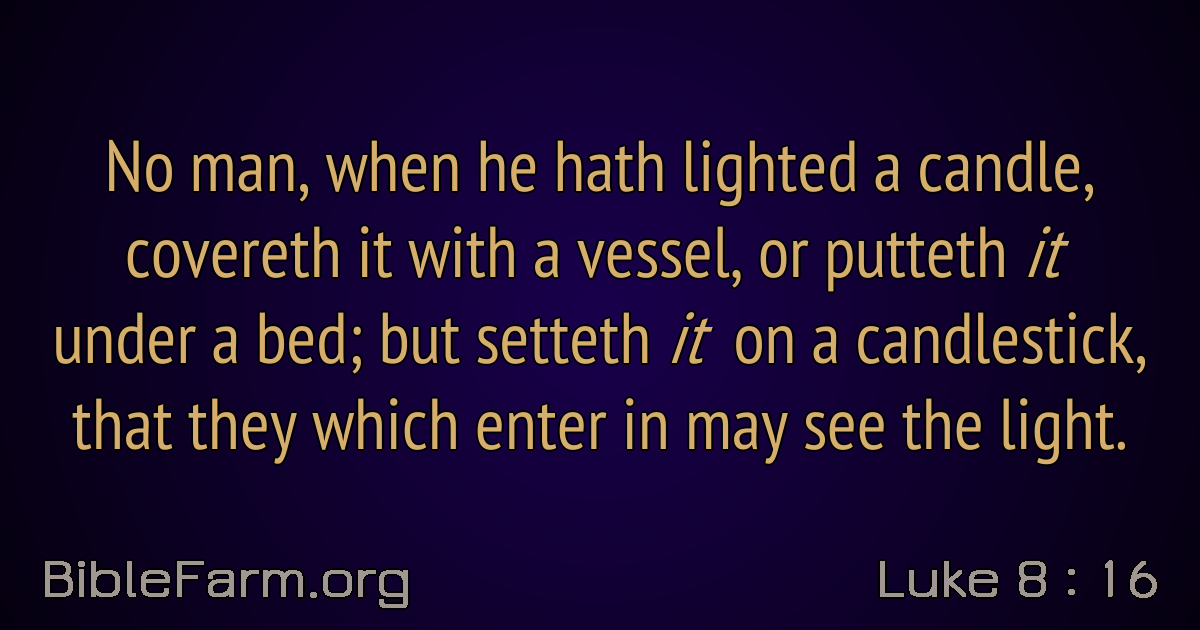 No man, when he hath lighted a candle,
covereth it with a vessel, or putteth it
under a bed; but setteth it on a candlestick,
that they which enter in may see the light.
BibleFarm.org
Luke 8 : 16